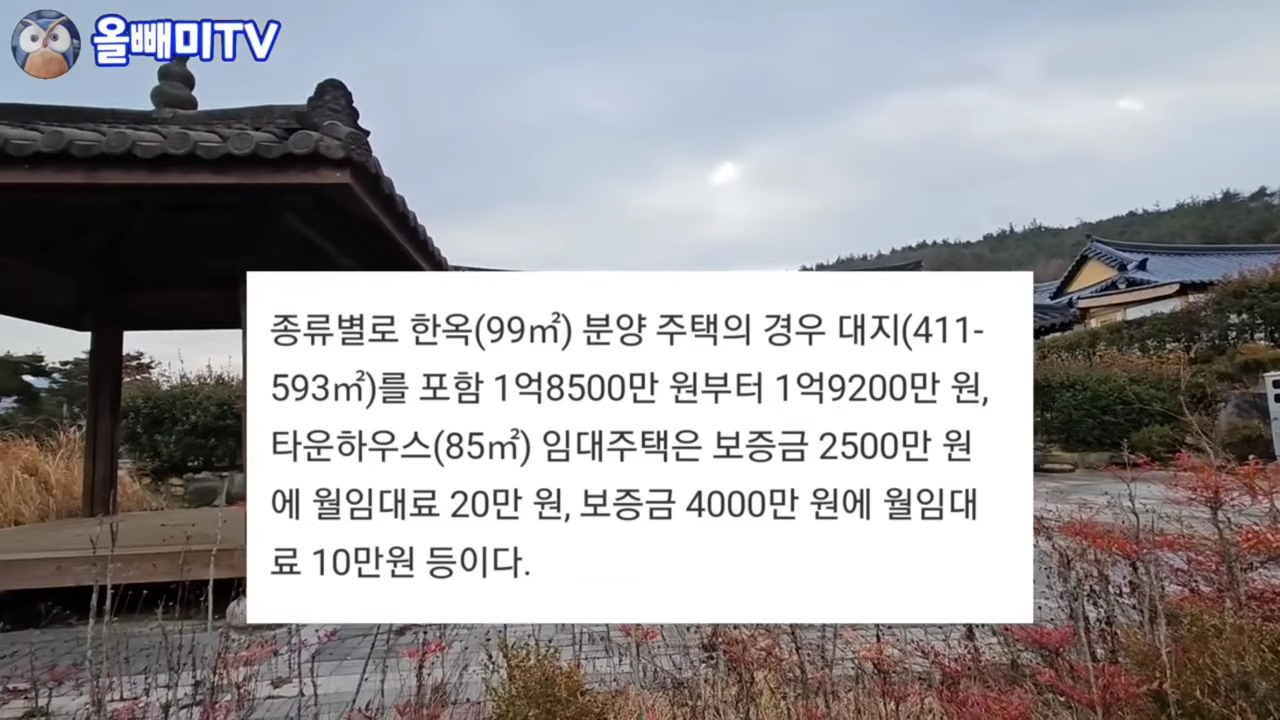 올빼미TV
종류별로 한옥(99㎡) 분양 주택의 경우 대지(411-
593㎡)를 포함 1억8500만 원부터 1억9200만 원,
타운하우스(85㎡) 임대주택은 보증금 2500만 원
에 월임대료 20만 원, 보증금 4000만 원에 월임대
료 10만원 등이다.